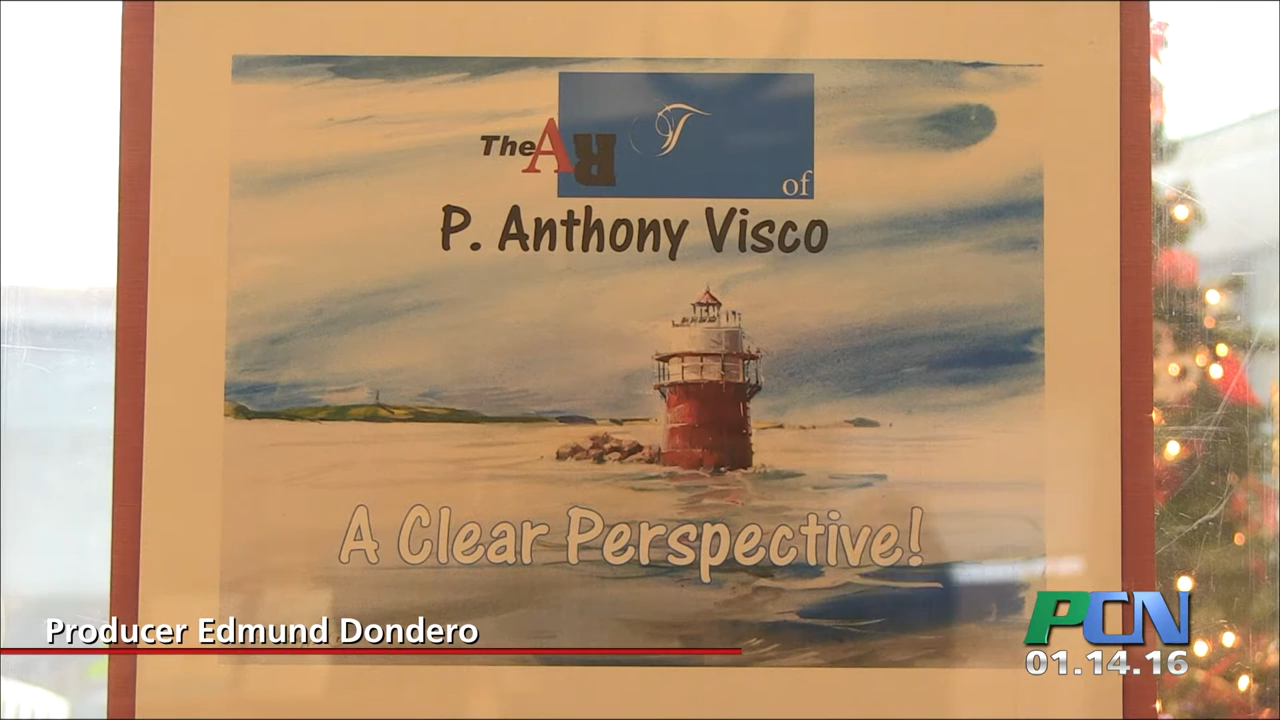 The ART
of
P. Anthony Visco
A Clear Perspective!
Producer Edmund Dondero
PCN
01.14.16